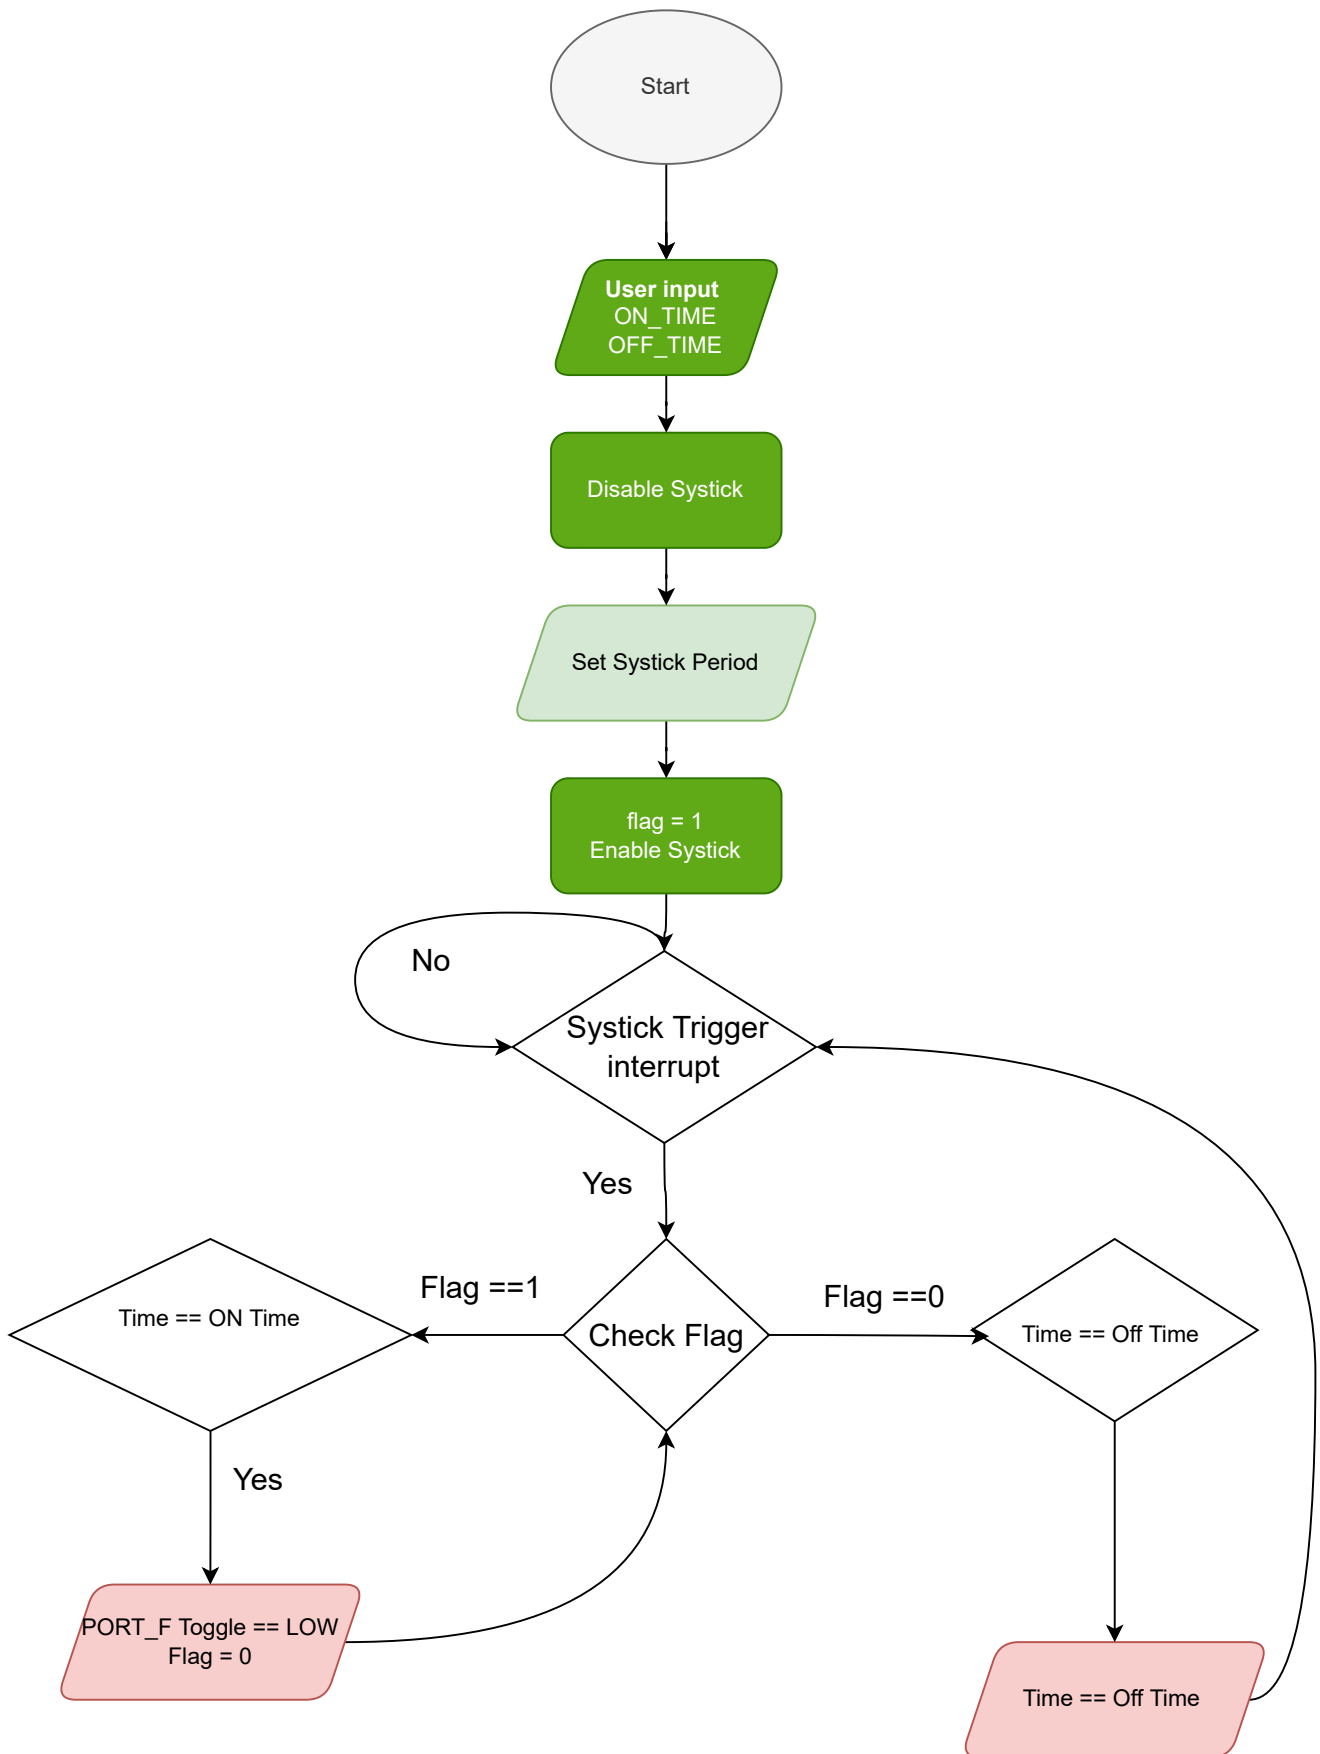 Start
User input
ON_TIME
OFF_TIME
Disable Systick
Set Systick Period
flag = 1
Enable Systick
No
Systick Trigger
interrupt
Yes
Flag ==1
Flag ==0
Time == ON Time
Check Flag
Time == Off Time
Yes
PORT_F Toggle == LOW
Flag = 0
Time == Off Time